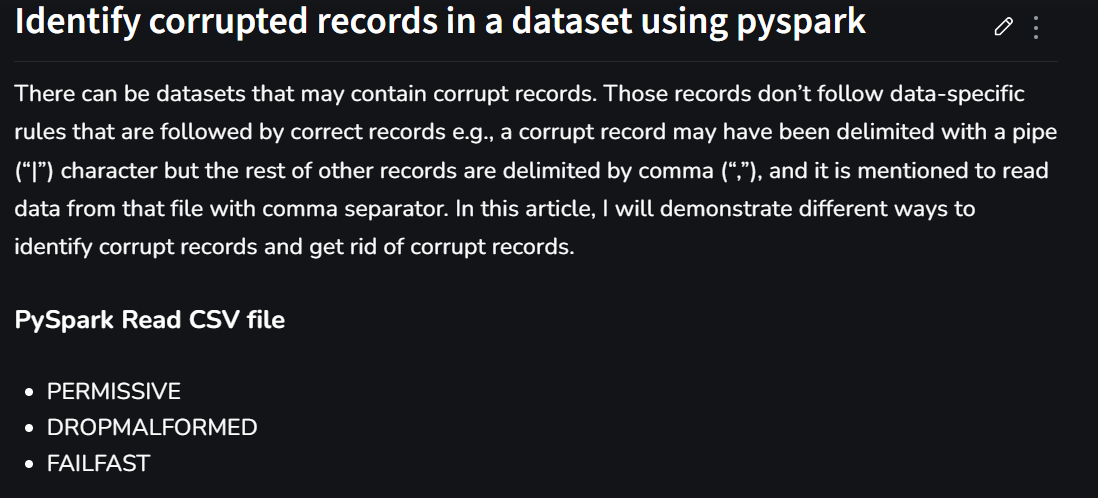 Identify corrupted records in a dataset using pyspark
There can be datasets that may contain corrupt records. Those records don’t follow data-specific
rules that are followed by correct records e.g., a corrupt record may have been delimited with a pipe
(“|”) character but the rest of other records are delimited by comma (“,”), and it is mentioned to read
data from that file with comma separator. In this article, I will demonstrate different ways to
identify corrupt records and get rid of corrupt records.
PySpark Read CSV file
• PERMISSIVE
• DROPMALFORMED
• FAILFAST